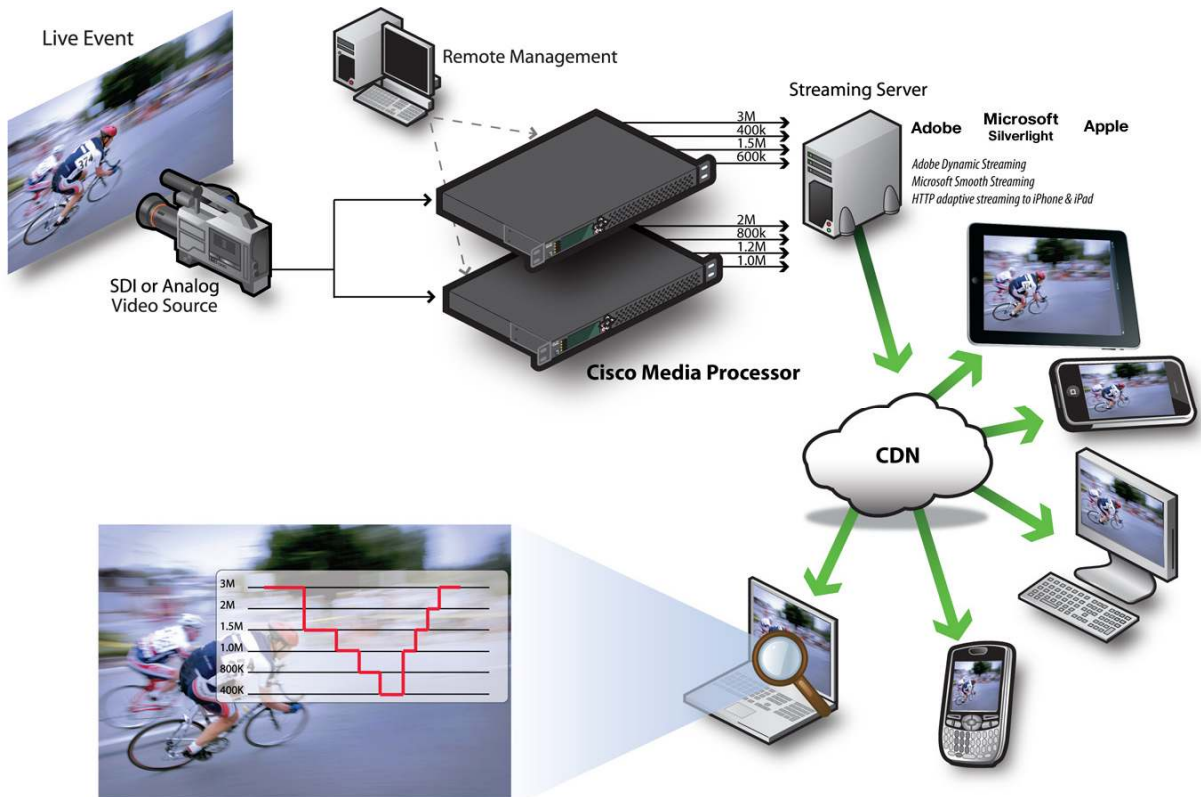 Live Event
Remote Management
SDI or Analog
Video Source
3M
400k
1.5M
600k
2M
800k
1.2M
1.0M
Cisco Media Processor
Streaming Server
Adobe
Microsoft
Silverlight
Apple
Adobe Dynamic Streaming
Microsoft Smooth Streaming
HTTP adaptive streaming to iPhone & iPad
CDN
3M
2M
1.5M
1.0M
800K
400K
374